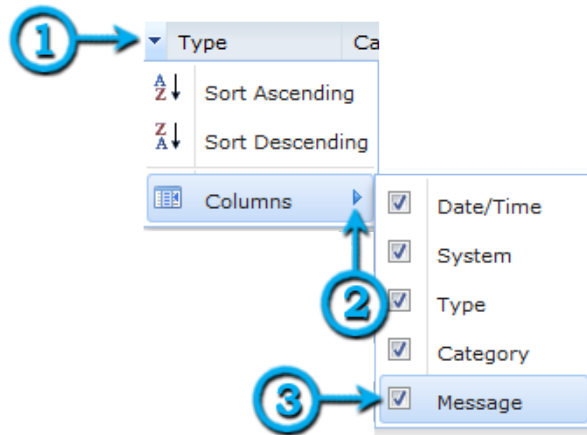 1 Type Ca
A Z Sort Ascending
Z A Sort Descending
Columns
Date/Time
System
2 Type
Category
3 Message